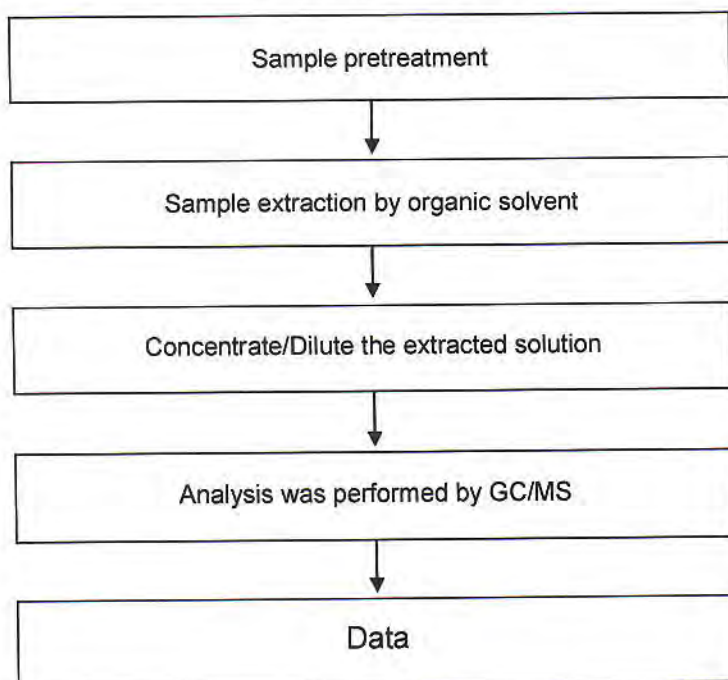 Sample pretreatment
Sample extraction by organic solvent
Concentrate/Dilute the extracted solution
Analysis was performed by GC/MS
Data